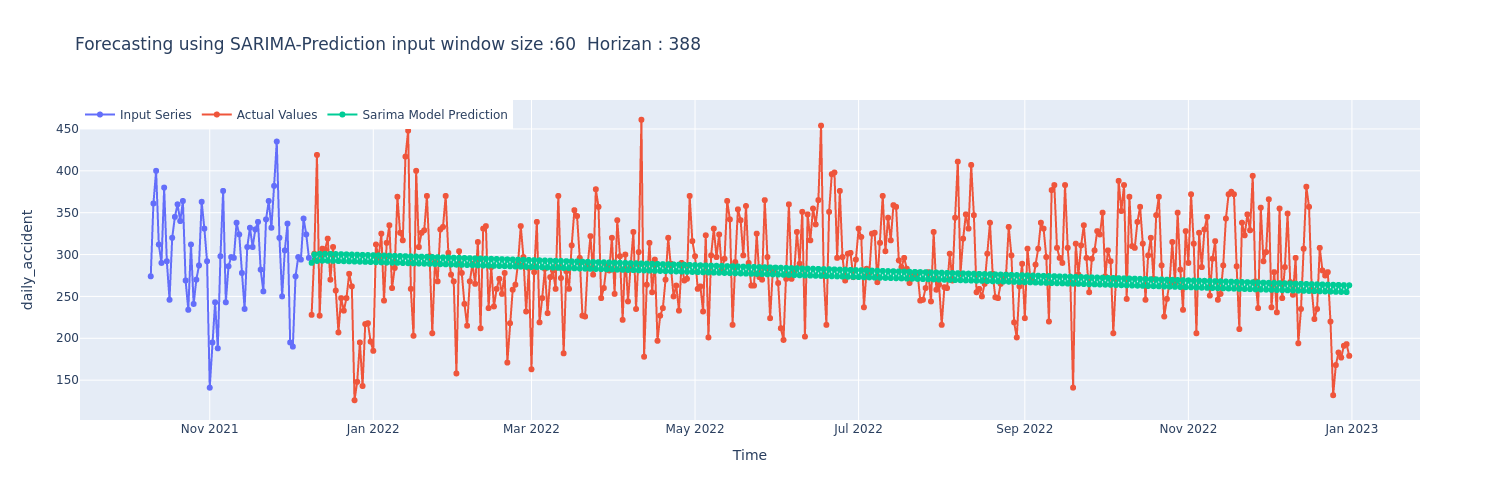 Forecasting using SARIMA-Prediction input window size :60  Horizan : 388
Input Series
Actual Values
Sarima Model Prediction
450
400
350
300
250
200
150
daily_accident
Nov 2021
Jan 2022
Mar 2022
May 2022
Jul 2022
Sep 2022
Nov 2022
Jan 2023
Time